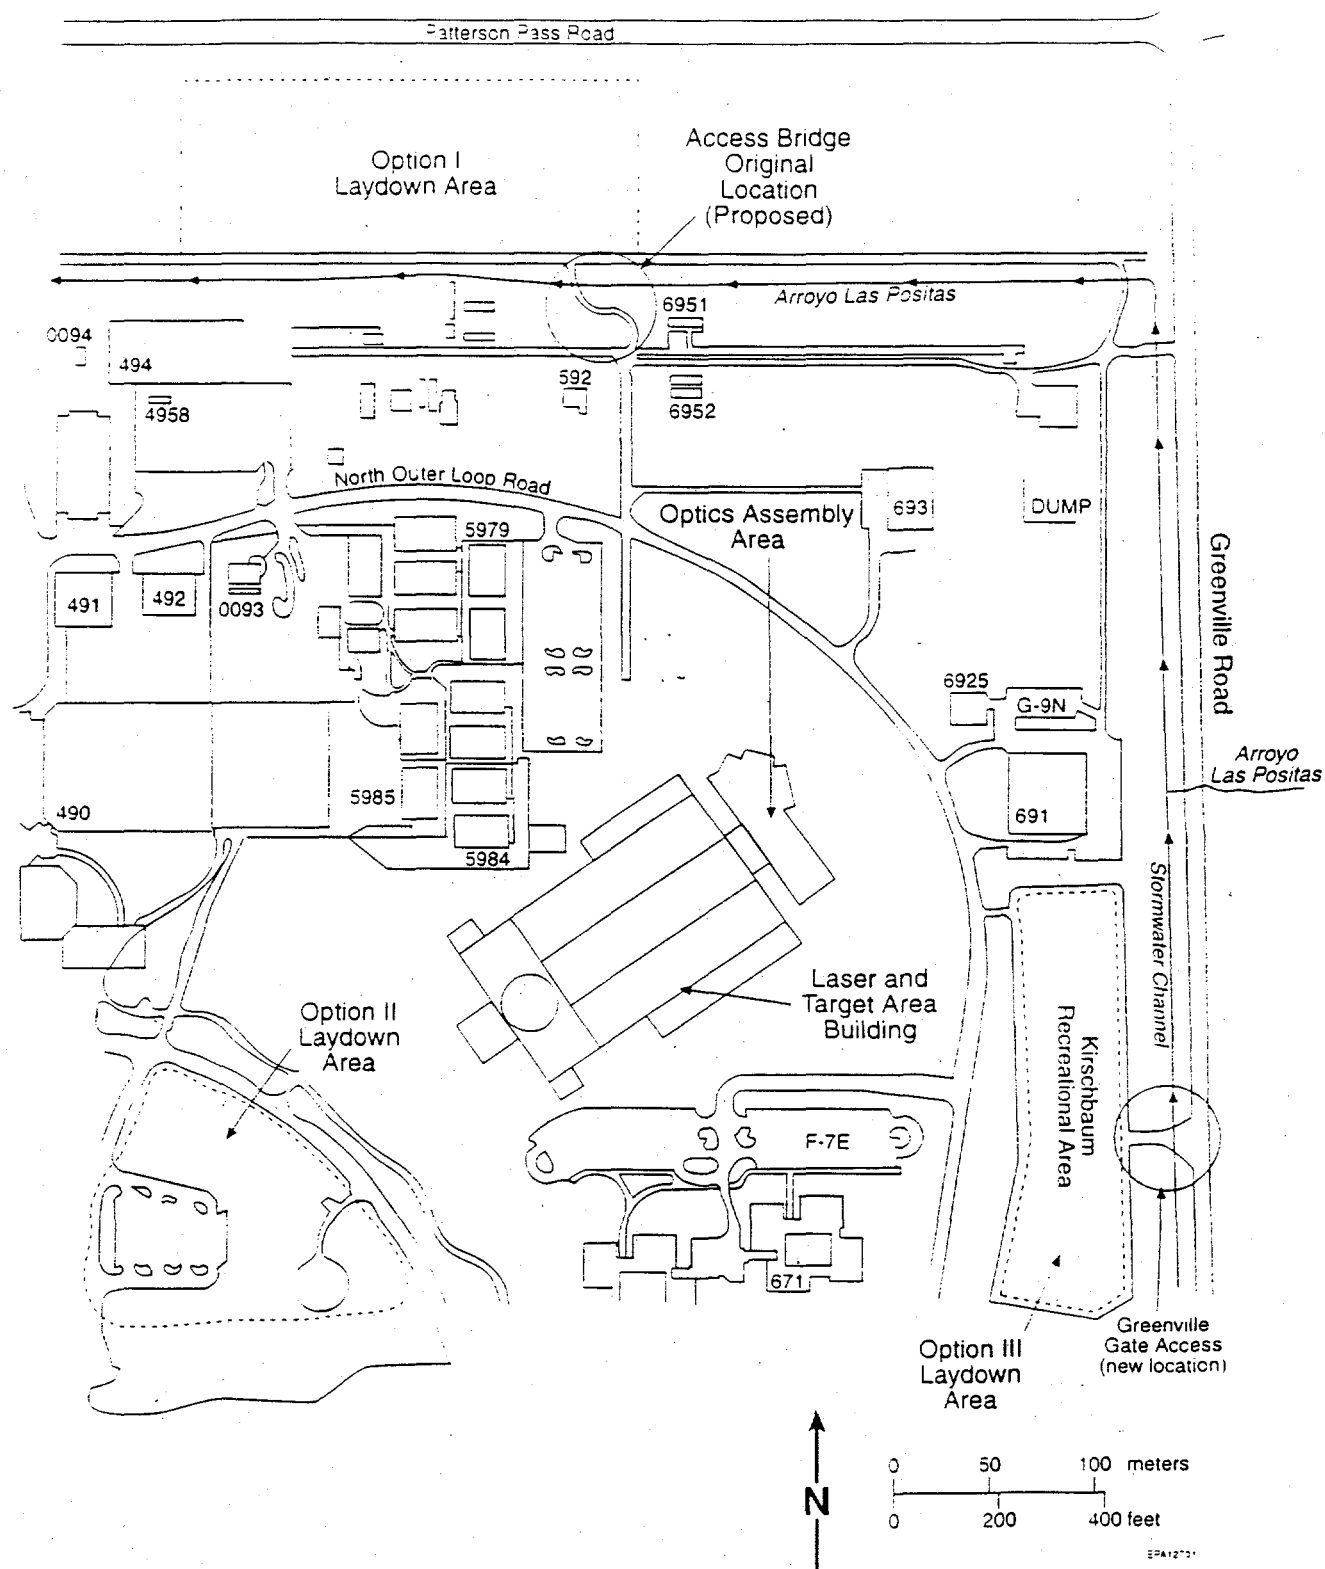 Patterson Pass Road
Option I
Laydown Area
Access Bridge
Original
Location
(Proposed)
Arroyo Las Positas
6951
0094
494
4958
592
6952
North Outer Loop Road
5979
Optics Assembly
Area
693
DUMP
Greenville Road
491
492
0093
6925
G-9N
Arroyo
Las Positas
490
5985
5984
691
Stormwater Channel
Laser and
Target Area
Building
Option II
Laydown
Area
Kirschbaum
Recreational Area
F-7E
671
Greenville
Gate Access
(new location)
Option III
Laydown
Area
N
0 50 100 meters
0 200 400 feet